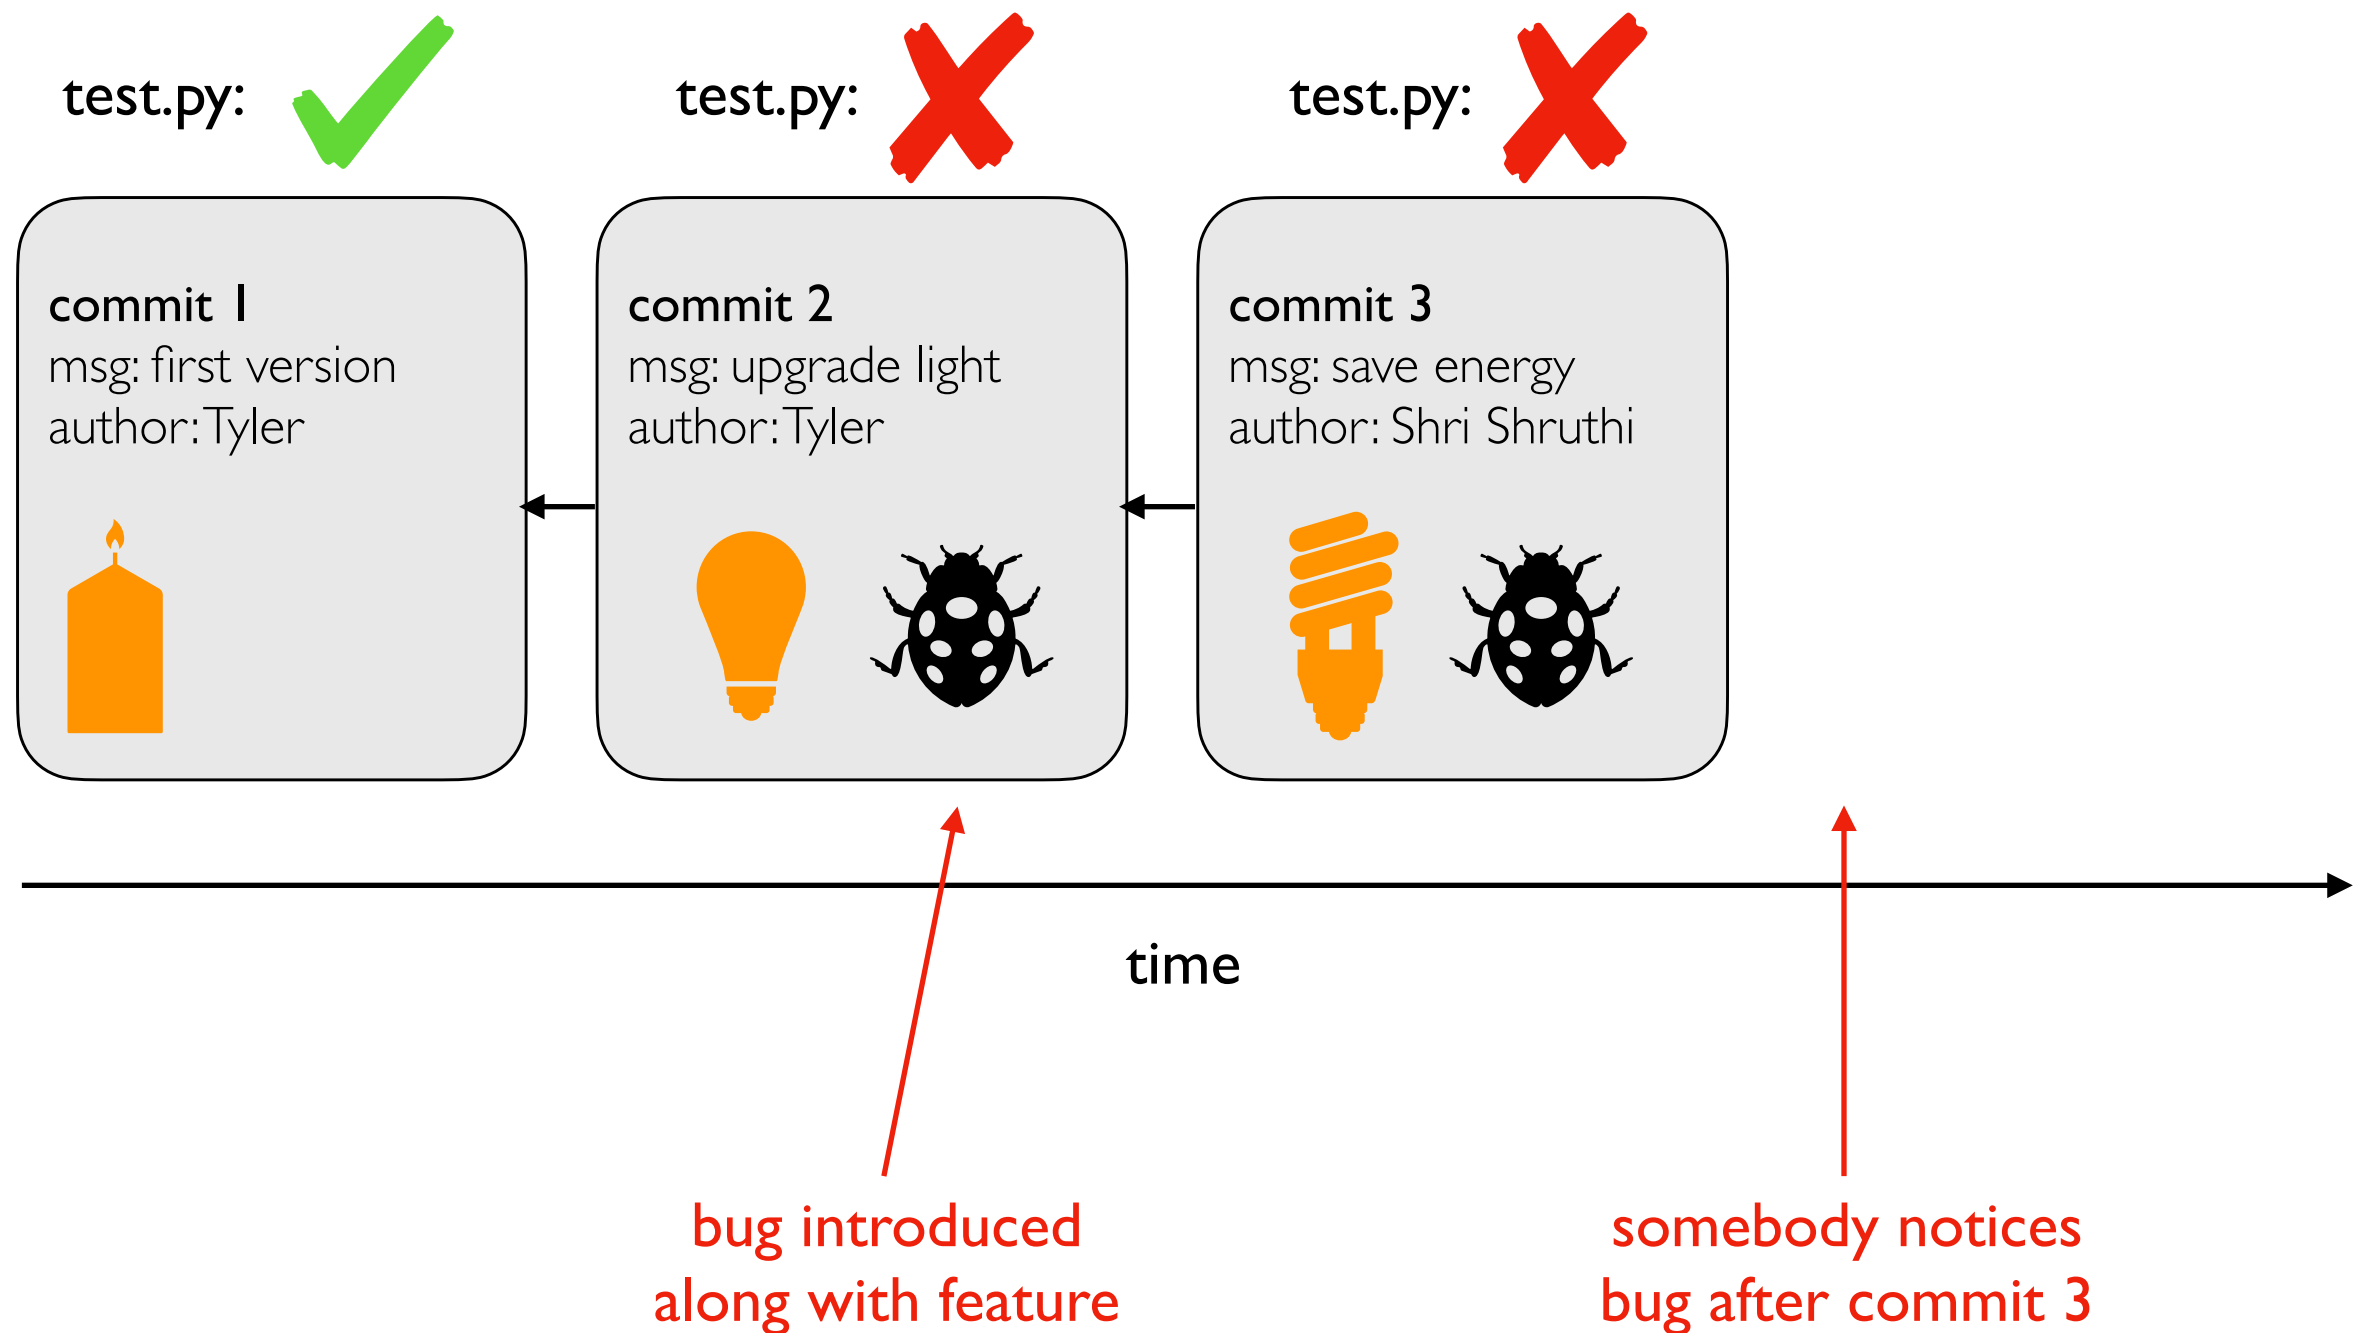 test.py:
test.py:
test.py:
commit 1
msg: first version
author: Tyler
commit 2
msg: upgrade light
author: Tyler
commit 3
msg: save energy
author: Shri Shruthi
time
bug introduced
along with feature
somebody notices
bug after commit 3